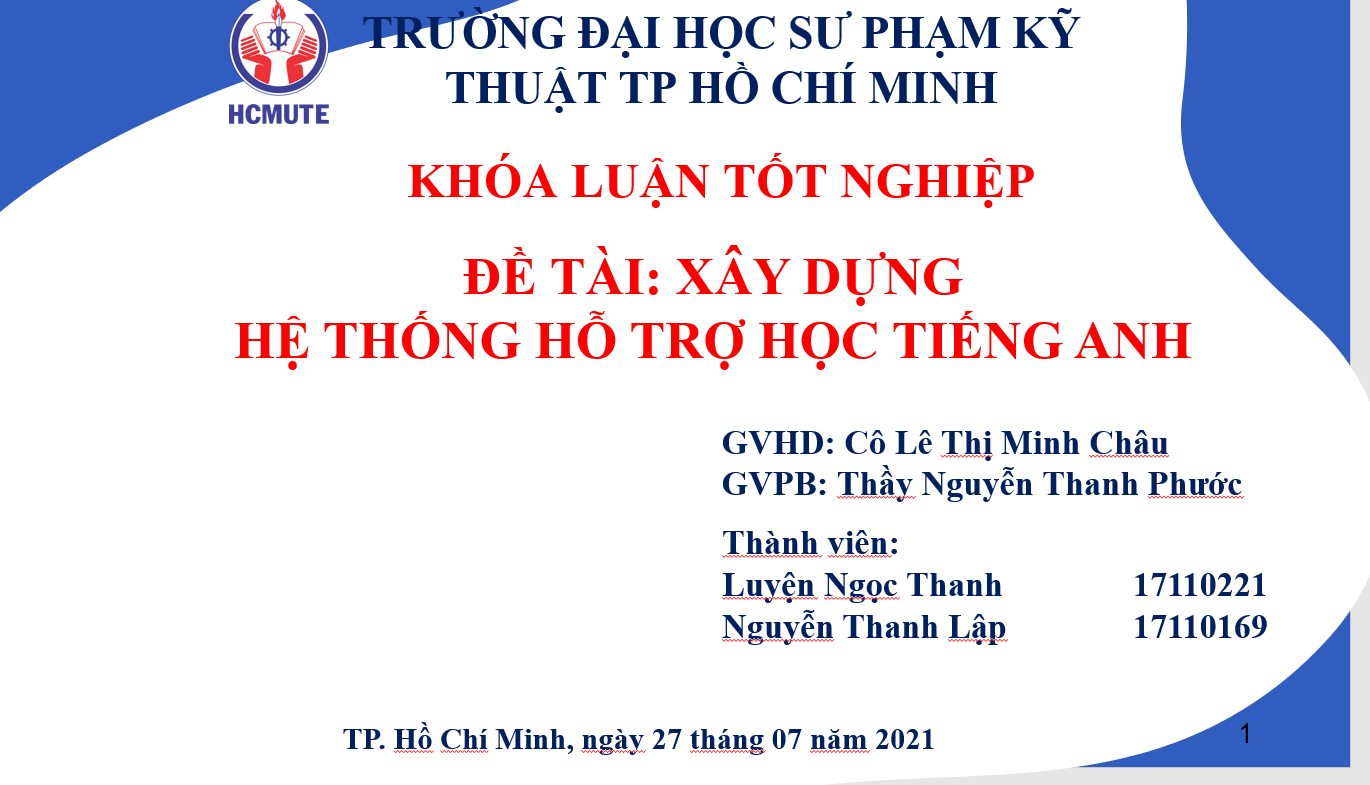 TRƯỜNG ĐẠI HỌC SƯ PHẠM KỸ
THUẬT TP HỒ CHÍ MINH
HCMUTE
KHÓA LUẬN TỐT NGHIỆP
ĐỀ TÀI: XÂY DỰNG
HỆ THỐNG HỖ TRỢ HỌC TIẾNG ANH
GVHD: Cô Lê Thị Minh Châu
GVPB: Thầy Nguyễn Thanh Phước
Thành viên:
Luyện Ngọc Thanh 17110221
Nguyễn Thanh Lập 17110169
TP. Hồ Chí Minh, ngày 27 tháng 07 năm 2021
1